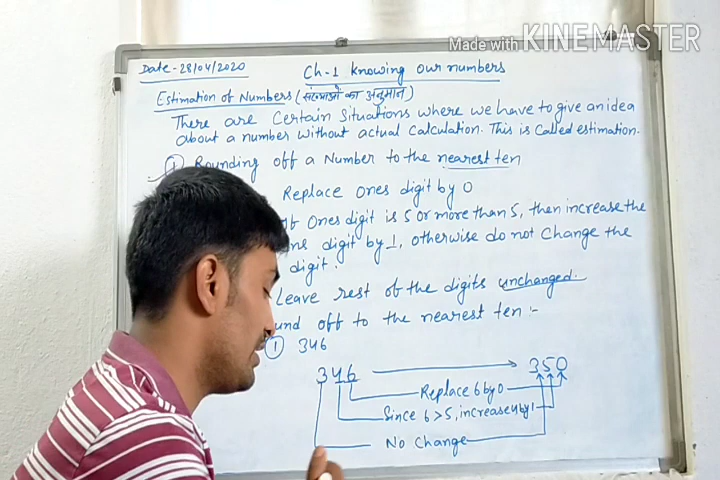 Made with KINEMASTER
Date - 28/04/2020
Ch-1 Knowing our numbers
Estimation of Numbers (संख्याओं का अनुमान)
There are Certain Situations where we have to give an idea
about a number without actual calculation. This is Called estimation.
① Rounding off a Number to the nearest ten
Replace ones digit by 0
If Ones digit is 5 or more than 5, then increase the
digit by 1, otherwise do not Change the
digit.
Leave rest of the digits unchanged.
off to the nearest ten :-
① 346
346 → 350
Replace 6 by 0
Since 6 > 5, increase 4 by 1
No Change